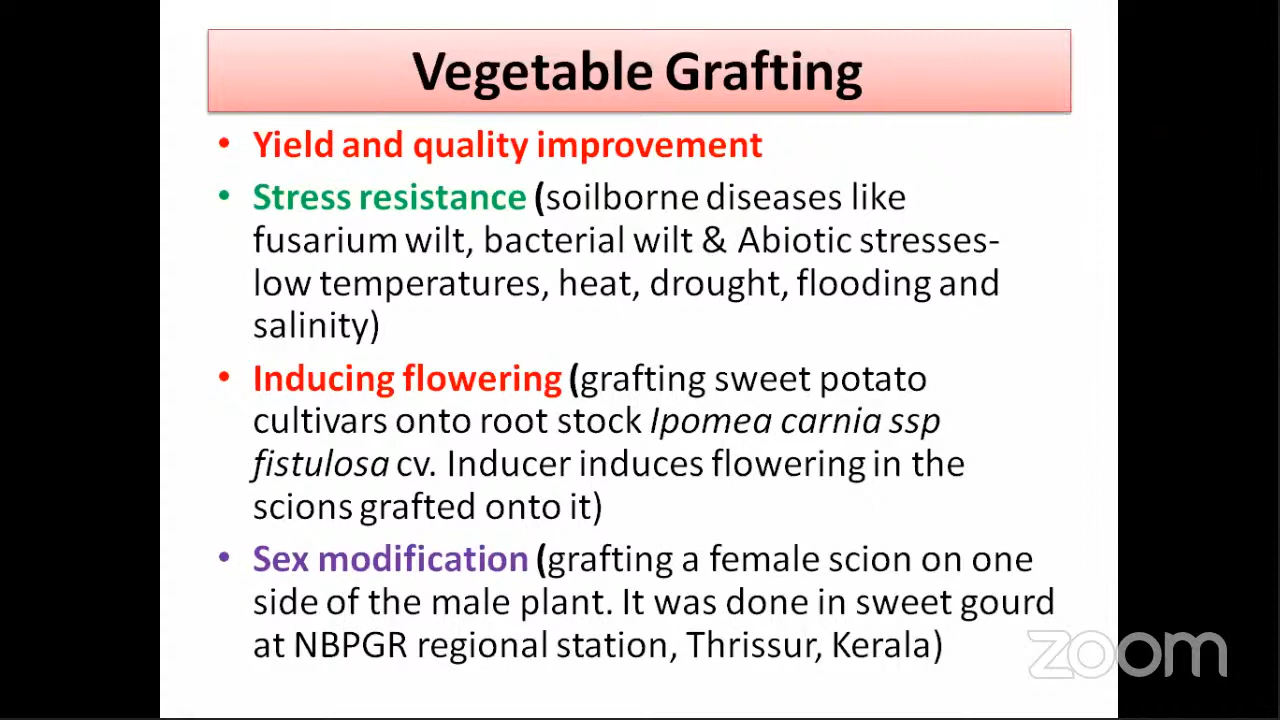 Vegetable Grafting
• Yield and quality improvement
• Stress resistance (soilborne diseases like
fusarium wilt, bacterial wilt & Abiotic stresses-
low temperatures, heat, drought, flooding and
salinity)
• Inducing flowering (grafting sweet potato
cultivars onto root stock Ipomea carnia ssp
fistulosa cv. Inducer induces flowering in the
scions grafted onto it)
• Sex modification (grafting a female scion on one
side of the male plant. It was done in sweet gourd
at NBPGR regional station, Thrissur, Kerala)
zoom